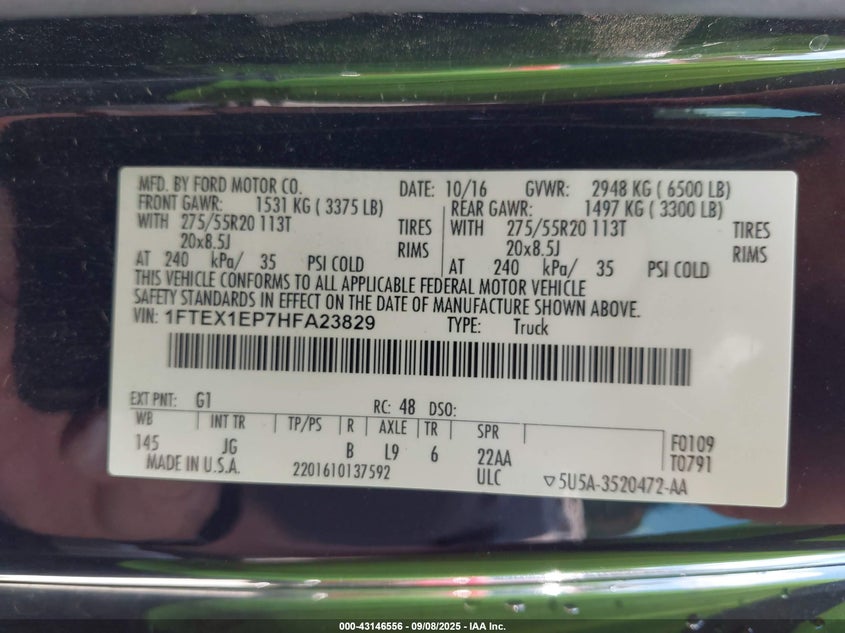 MFD. BY FORD MOTOR CO. DATE: 10/16 GVWR: 2948 KG ( 6500 LB)
FRONT GAWR: 1531 KG ( 3375 LB) REAR GAWR: 1497 KG ( 3300 LB)
WITH 275/55R20 113T TIRES WITH 275/55R20 113T TIRES
20x8.5J RIMS 20x8.5J RIMS
AT 240 kPa/ 35 PSI COLD AT 240 kPa/ 35 PSI COLD
THIS VEHICLE CONFORMS TO ALL APPLICABLE FEDERAL MOTOR VEHICLE
SAFETY STANDARDS IN EFFECT ON THE DATE OF MANUFACTURE SHOWN ABOVE.
VIN: 1FTEX1EP7HFA23829 TYPE: Truck
EXT PNT: G1 RC: 48 DSO:
WB INT TR TP/PS R AXLE TR SPR
145 JG B L9 6 22AA F0109
ULC T0791
MADE IN U.S.A. 2201610137592 ▽5U5A-3520472-AA
000-43146556 - 09/08/2025 - IAA Inc.